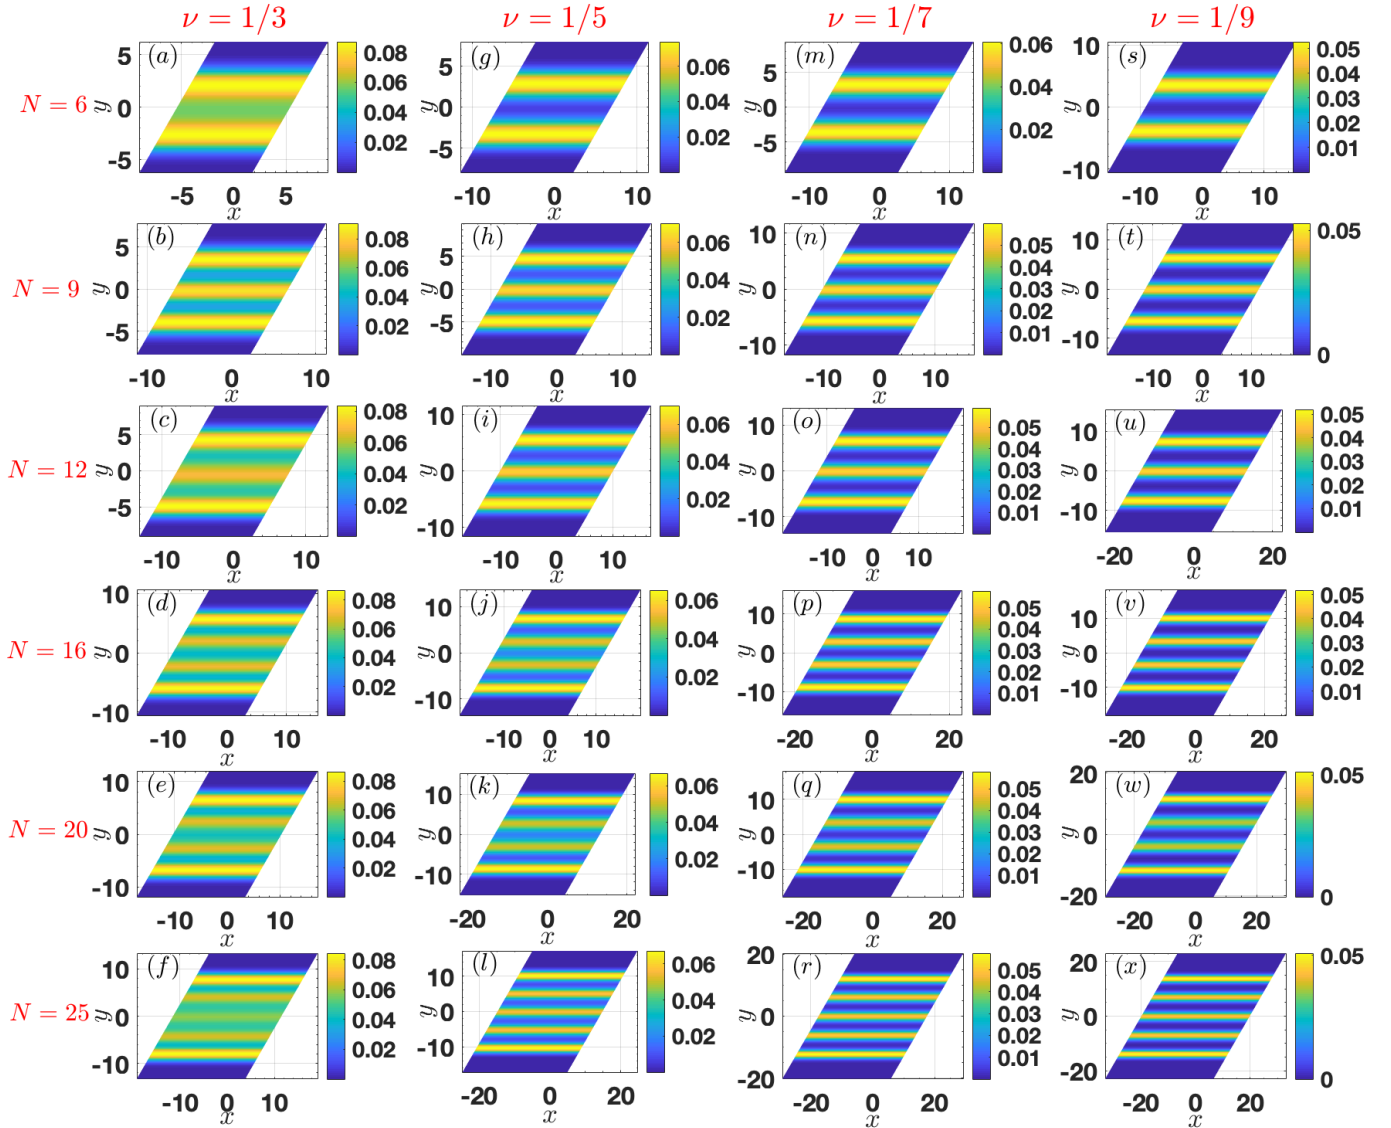 ν = 1/3 ν = 1/5 ν = 1/7 ν = 1/9
N = 6
(a) y 5 0 -5 -5 0 5 x 0.08 0.06 0.04 0.02
(g) 5 0 -5 -10 0 10 x 0.06 0.04 0.02
(m) 5 0 -5 -10 0 10 x 0.06 0.04 0.02
(s) 10 5 0 -5 -10 -10 0 10 x 0.05 0.04 0.03 0.02 0.01
N = 9
(b) y 5 0 -5 -10 0 10 x 0.08 0.06 0.04 0.02
(h) y 5 0 -5 -10 0 10 x 0.06 0.04 0.02
(n) y 10 0 -10 -10 0 10 x 0.05 0.04 0.03 0.02 0.01
(t) y 10 0 -10 -10 0 10 x 0.05 0
N = 12
(c) y 5 0 -5 -10 0 10 x 0.08 0.06 0.04 0.02
(i) y 10 0 -10 -10 0 10 x 0.06 0.04 0.02
(o) y 10 0 -10 -10 0 10 x 0.05 0.04 0.03 0.02 0.01
(u) y 10 0 -10 -20 0 20 x 0.05 0.04 0.03 0.02 0.01
N = 16
(d) y 10 0 -10 -10 0 10 x 0.08 0.06 0.04 0.02
(j) y 10 0 -10 -10 0 10 x 0.06 0.04 0.02
(p) y 10 0 -10 -20 0 20 x 0.05 0.04 0.03 0.02 0.01
(v) y 10 0 -10 -20 0 20 x 0.05 0.04 0.03 0.02 0.01
N = 20
(e) y 10 0 -10 -10 0 10 x 0.08 0.06 0.04 0.02
(k) y 10 0 -10 -20 0 20 x 0.06 0.04 0.02
(q) y 10 0 -10 -20 0 20 x 0.05 0.04 0.03 0.02 0.01
(w) y 20 10 0 -10 -20 -20 0 20 x 0.05 0
N = 25
(f) y 10 0 -10 -10 0 10 x 0.08 0.06 0.04 0.02
(l) y 10 0 -10 -20 0 20 x 0.06 0.04 0.02
(r) y 20 0 -20 -20 0 20 x 0.05 0.04 0.03 0.02 0.01
(x) y 20 10 0 -10 -20 -20 0 20 x 0.05 0